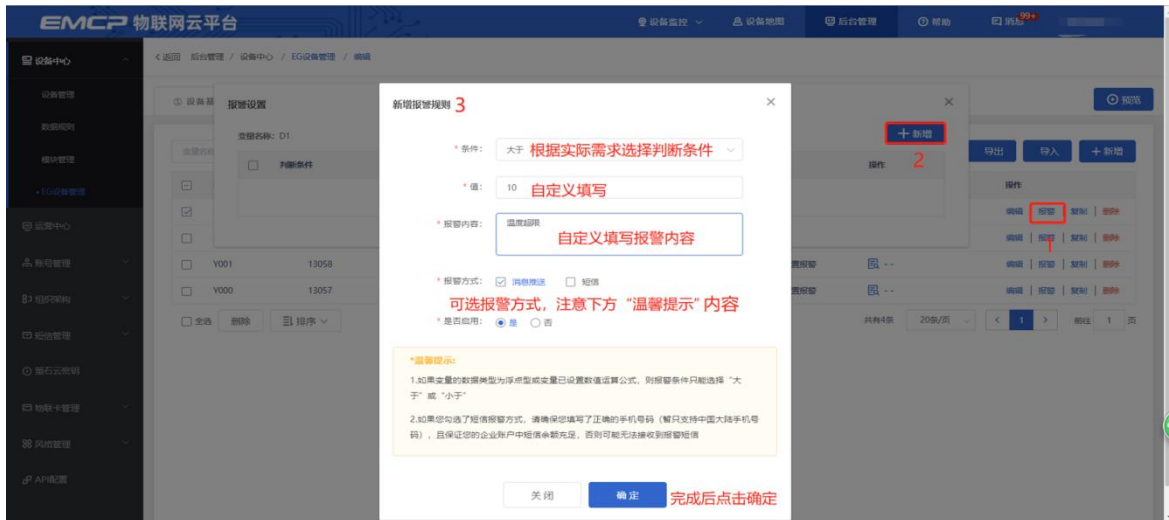 EMCP 物联网云平台
设备监控
设备地图
后台管理
帮助
消息
99+
设备中心
<返回 后台管理 / 设备中心 / EG设备管理 / 编辑
设备管理
数据规则
模块管理
• EG设备管理
运营中心
账号管理
组织架构
短信管理
萤石云密钥
物联卡管理
风格管理
API配置
① 设备基
预览
报警设置
×
变量名称: D1
+ 新增
2
变量名称
判断条件
操作
导出
导入
+ 新增
操作
编辑 | 报警 | 复制 | 删除
1
编辑 | 报警 | 复制 | 删除
Y001 13058 置报警 -- 编辑 | 报警 | 复制 | 删除
Y000 13057 置报警 -- 编辑 | 报警 | 复制 | 删除
全选 删除 排序
共有4条 20条/页 < 1 > 前往 1 页
新增报警规则 3
×
* 条件: 大于 根据实际需求选择判断条件
* 值: 10 自定义填写
* 报警内容: 温度超限
自定义填写报警内容
* 报警方式: 消息推送 短信
可选报警方式，注意下方“温馨提示”内容
* 是否启用: 是 否
*温馨提示:
1.如果变量的数据类型为浮点型或变量已设置数值运算公式，则报警条件只能选择“大
于”或“小于”
2.如果您勾选了短信报警方式，请确保您填写了正确的手机号码（暂只支持中国大陆手机号
码），且保证您的企业账户中短信余额充足，否则可能无法接收到报警短信
关闭
确定
完成后点击确定